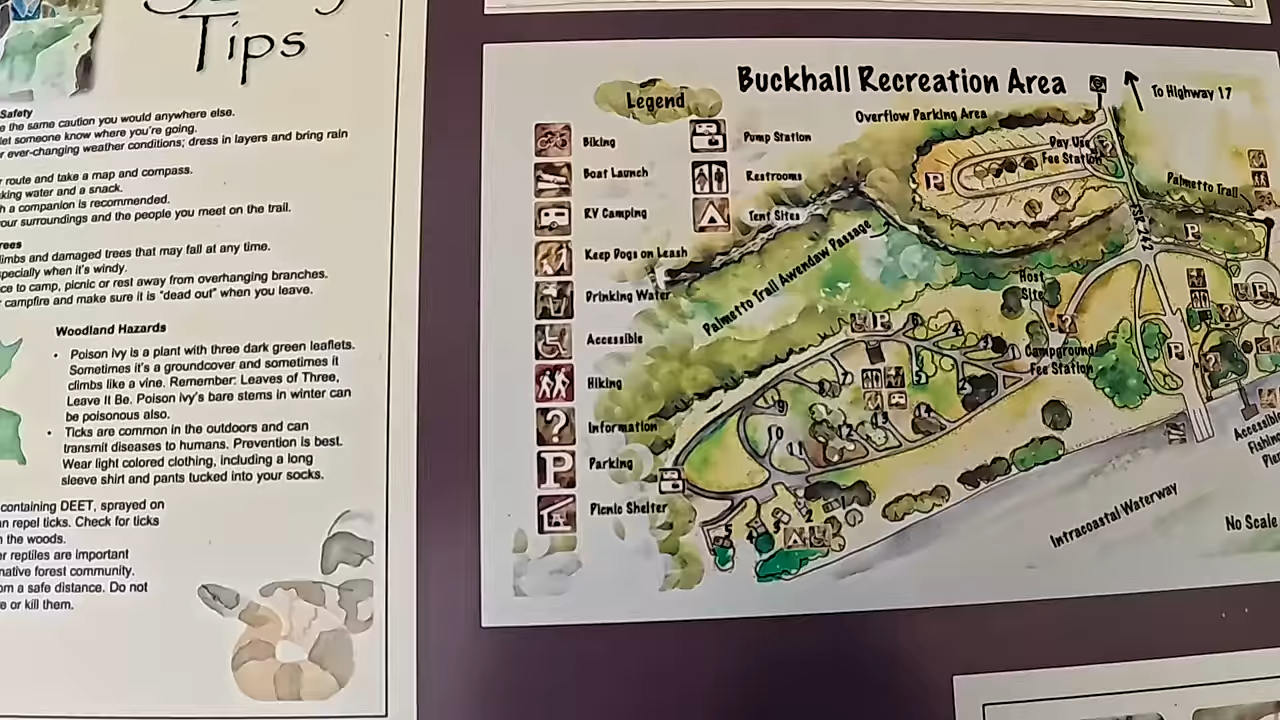 Tips
Safety
e the same caution you would anywhere else.
let someone know where you're going.
r ever-changing weather conditions; dress in layers and bring rain
r route and take a map and compass.
king water and a snack.
h a companion is recommended.
our surroundings and the people you meet on the trail.
rees
limbs and damaged trees that may fall at any time.
specially when it's windy.
ce to camp, picnic or rest away from overhanging branches.
r campfire and make sure it is "dead out" when you leave.
Woodland Hazards
• Poison ivy is a plant with three dark green leaflets.
Sometimes it's a groundcover and sometimes it
climbs like a vine. Remember: Leaves of Three,
Leave It Be. Poison ivy's bare stems in winter can
be poisonous also.
• Ticks are common in the outdoors and can
transmit diseases to humans. Prevention is best.
Wear light colored clothing, including a long
sleeve shirt and pants tucked into your socks.
containing DEET, sprayed on
n repel ticks. Check for ticks
n the woods.
er reptiles are important
native forest community.
om a safe distance. Do not
e or kill them.
Buckhall Recreation Area
To Highway 17
Legend
Biking
Boat Launch
RV Camping
Keep Dogs on Leash
Drinking Water
Accessible
Hiking
? Information
P Parking
Picnic Shelter
Pump Station
Restrooms
Tent Sites
Overflow Parking Area
Day Use
Fee Station
P
Palmetto Trail
FSR 242
P
Palmetto Trail Awendaw Passage
Host
Site
Campground
Fee Station
P
P
P
Accessible
Fishing
Pier
Intracoastal Waterway
No Scale